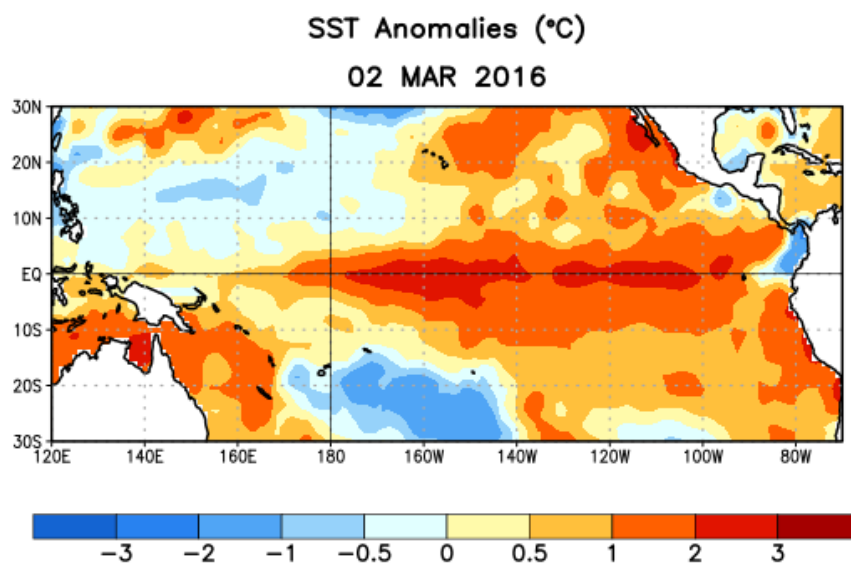 SST Anomalies (°C)
02 MAR 2016
30N
20N
10N
EQ
10S
20S
30S
120E 140E 160E 180 160W 140W 120W 100W 80W
-3 -2 -1 -0.5 0 0.5 1 2 3